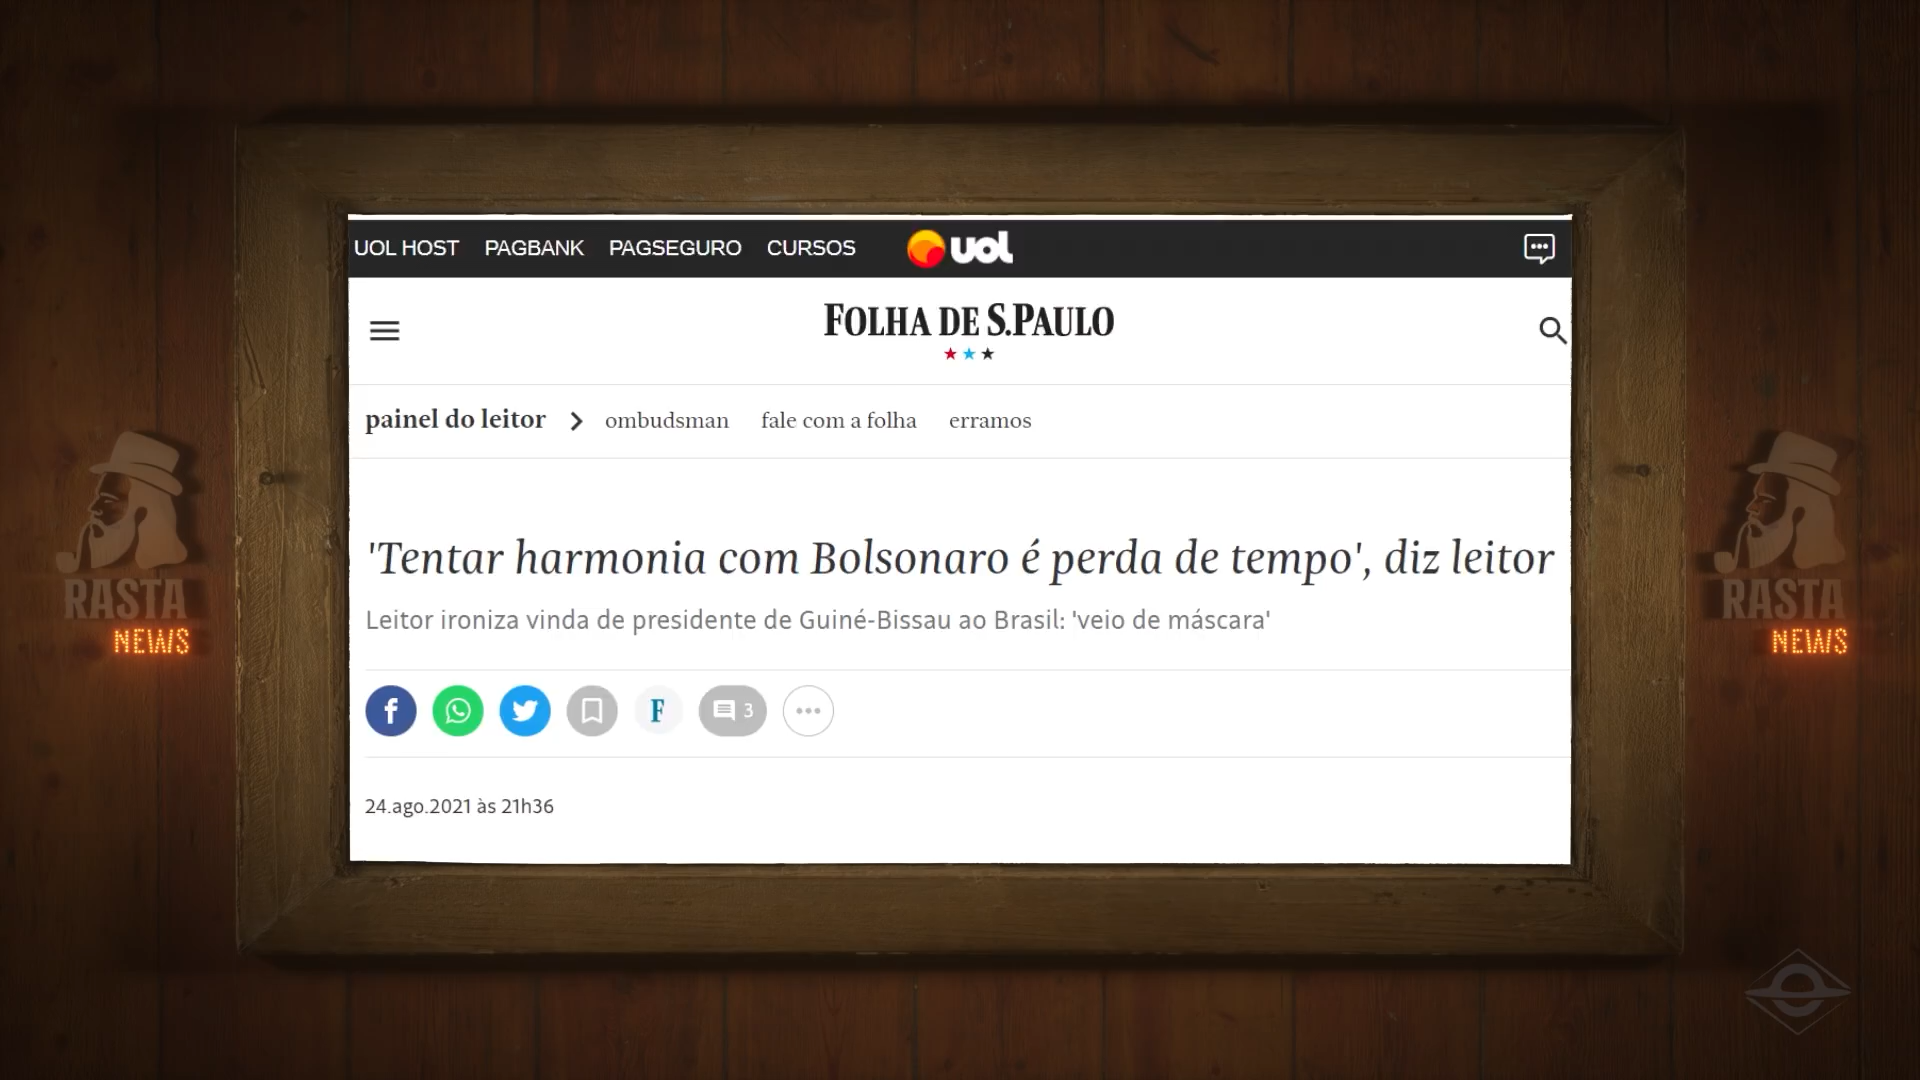 UOL HOST PAGBANK PAGSEGURO CURSOS uol
FOLHA DE S.PAULO
painel do leitor ombudsman fale com a folha erramos
'Tentar harmonia com Bolsonaro é perda de tempo', diz leitor
Leitor ironiza vinda de presidente de Guiné-Bissau ao Brasil: 'veio de máscara'
F 3
24.ago.2021 às 21h36
RASTA
NEWS
RASTA
NEWS